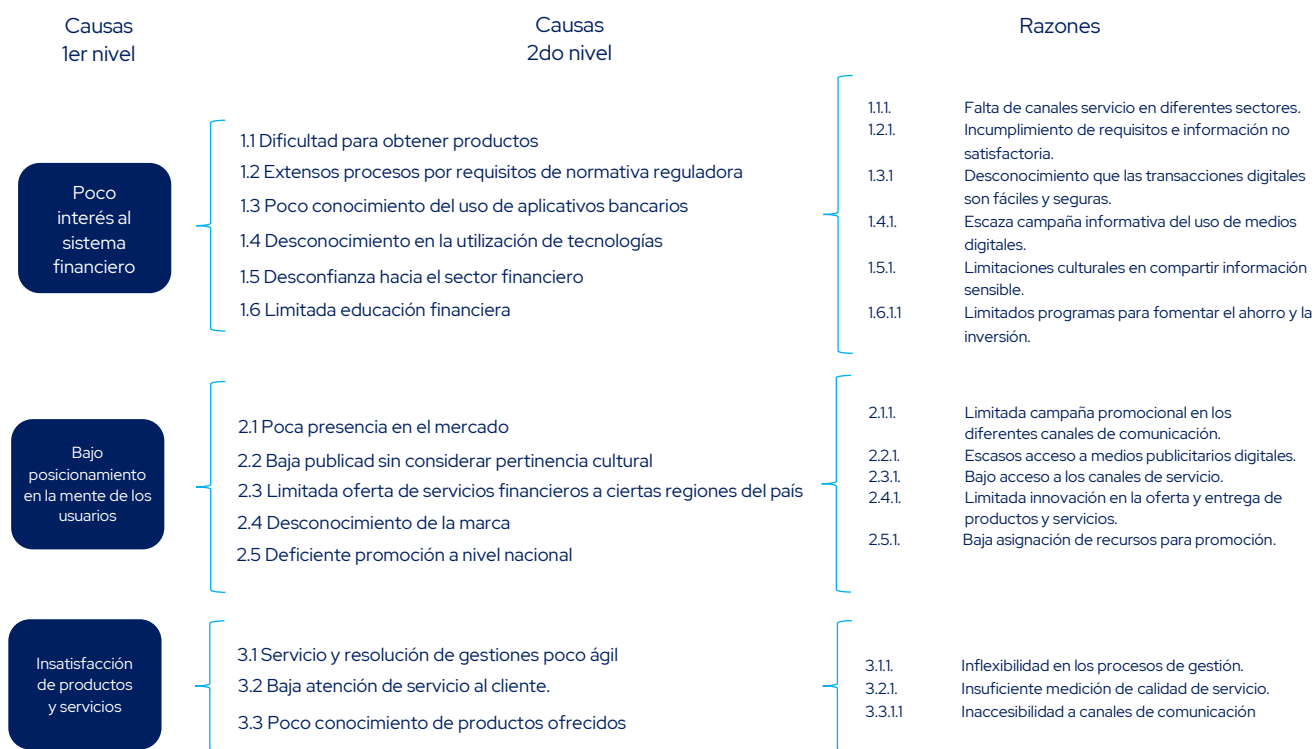 Causas
1er nivel
Causas
2do nivel
Razones
Poco
interés al
sistema
financiero
1.1 Dificultad para obtener productos
1.2 Extensos procesos por requisitos de normativa reguladora
1.3 Poco conocimiento del uso de aplicativos bancarios
1.4 Desconocimiento en la utilización de tecnologías
1.5 Desconfianza hacia el sector financiero
1.6 Limitada educación financiera
1.1.1. Falta de canales servicio en diferentes sectores.
1.2.1. Incumplimiento de requisitos e información no
satisfactoria.
1.3.1 Desconocimiento que las transacciones digitales
son fáciles y seguras.
1.4.1. Escaza campaña informativa del uso de medios
digitales.
1.5.1. Limitaciones culturales en compartir información
sensible.
1.6.1.1 Limitados programas para fomentar el ahorro y la
inversión.
Bajo
posicionamiento
en la mente de los
usuarios
2.1 Poca presencia en el mercado
2.2 Baja publicad sin considerar pertinencia cultural
2.3 Limitada oferta de servicios financieros a ciertas regiones del país
2.4 Desconocimiento de la marca
2.5 Deficiente promoción a nivel nacional
2.1.1. Limitada campaña promocional en los
diferentes canales de comunicación.
2.2.1. Escasos acceso a medios publicitarios digitales.
2.3.1. Bajo acceso a los canales de servicio.
2.4.1. Limitada innovación en la oferta y entrega de
productos y servicios.
2.5.1. Baja asignación de recursos para promoción.
Insatisfacción
de productos
y servicios
3.1 Servicio y resolución de gestiones poco ágil
3.2 Baja atención de servicio al cliente.
3.3 Poco conocimiento de productos ofrecidos
3.1.1. Inflexibilidad en los procesos de gestión.
3.2.1. Insuficiente medición de calidad de servicio.
3.3.1.1 Inaccesibilidad a canales de comunicación